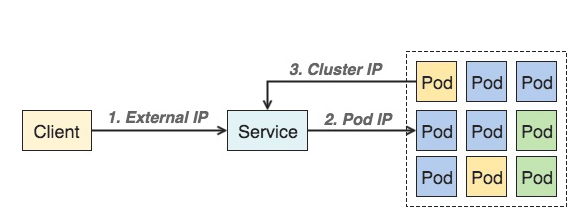 3. Cluster IP
Pod Pod Pod
1. External IP
Client
Service
2. Pod IP
Pod Pod Pod
Pod Pod Pod